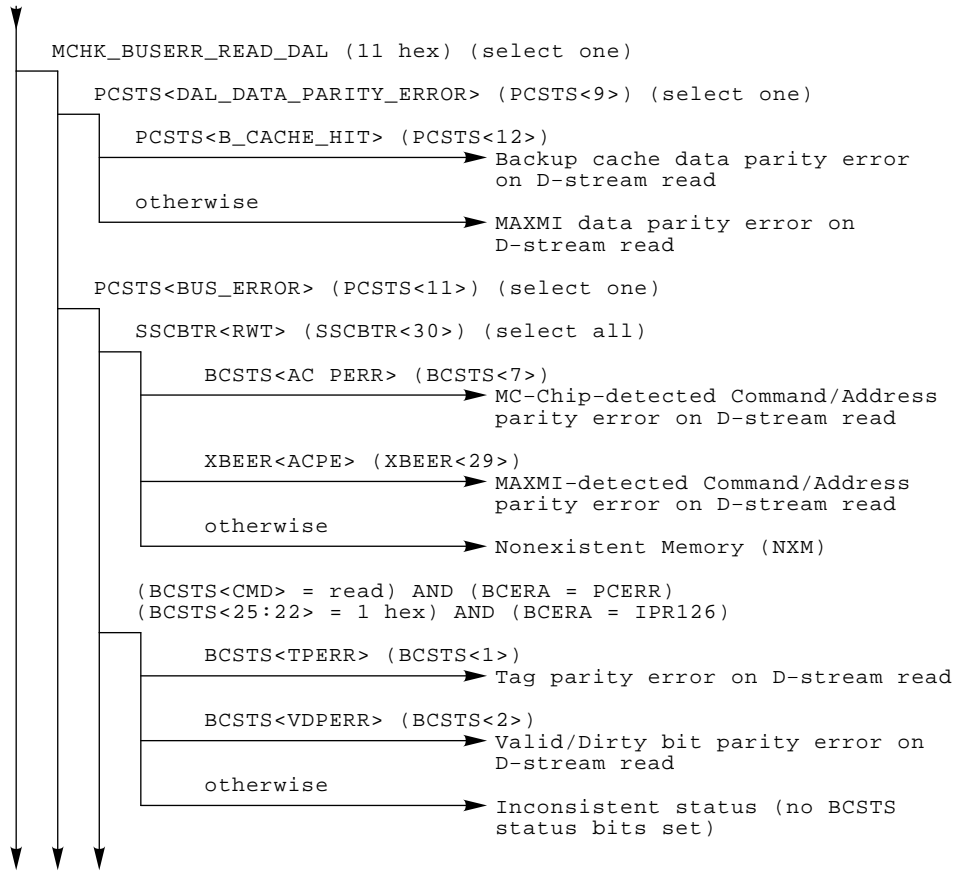 MCHK_BUSERR_READ_DAL (11 hex) (select one)
PCSTS<DAL_DATA_PARITY_ERROR> (PCSTS<9>) (select one)
PCSTS<B_CACHE_HIT> (PCSTS<12>)
Backup cache data parity error
on D-stream read
otherwise
MAXMI data parity error on
D-stream read
PCSTS<BUS_ERROR> (PCSTS<11>) (select one)
SSCBTR<RWT> (SSCBTR<30>) (select all)
BCSTS<AC PERR> (BCSTS<7>)
MC-Chip-detected Command/Address
parity error on D-stream read
XBEER<ACPE> (XBEER<29>)
MAXMI-detected Command/Address
parity error on D-stream read
otherwise
Nonexistent Memory (NXM)
(BCSTS<CMD> = read) AND (BCERA = PCERR)
(BCSTS<25:22> = 1 hex) AND (BCERA = IPR126)
BCSTS<TPERR> (BCSTS<1>)
Tag parity error on D-stream read
BCSTS<VDPERR> (BCSTS<2>)
Valid/Dirty bit parity error on
D-stream read
otherwise
Inconsistent status (no BCSTS
status bits set)